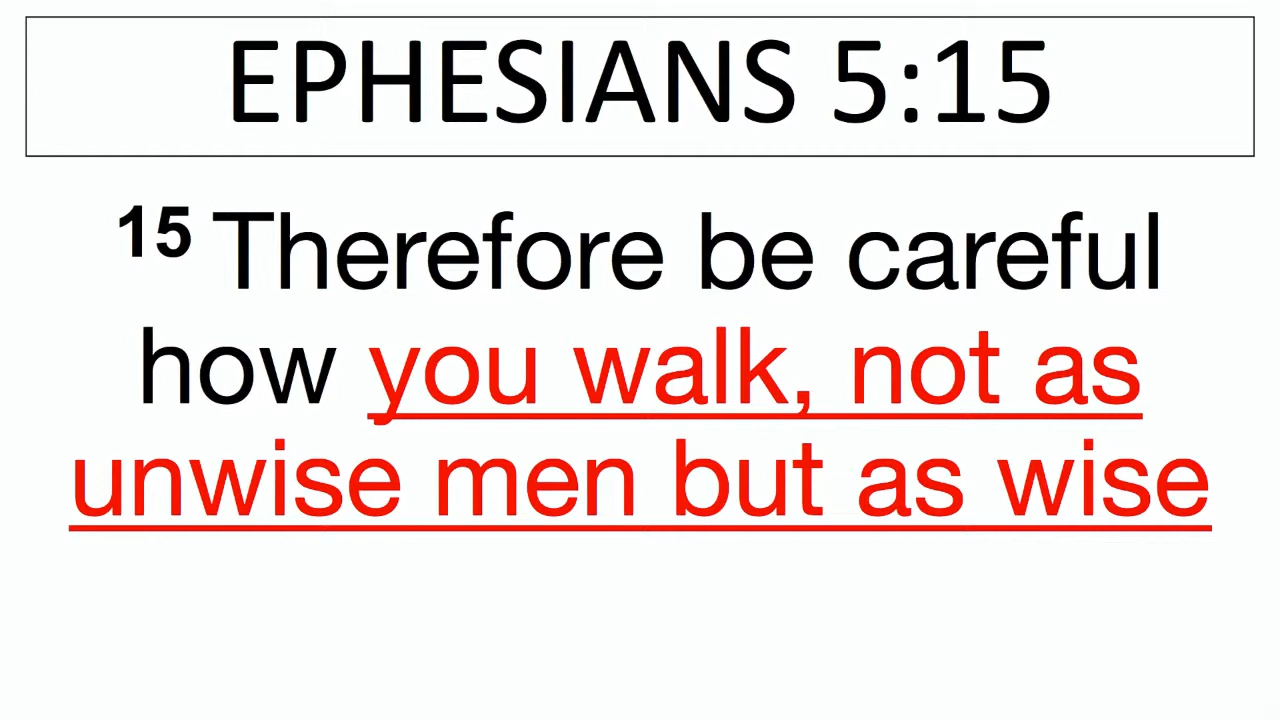 EPHESIANS 5:15
15 Therefore be careful
how you walk, not as
unwise men but as wise